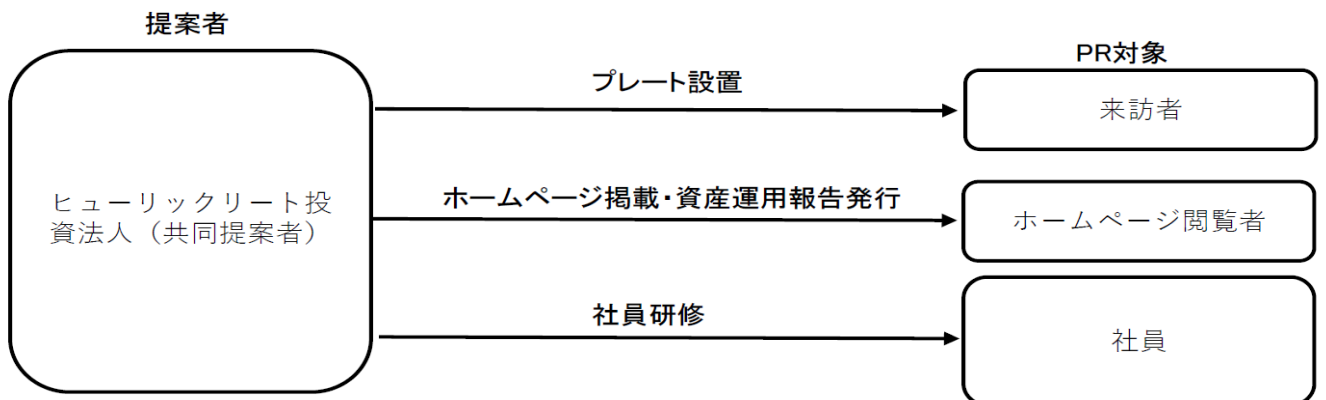 提案者
PR対象
プレート設置
来訪者
ヒューリックリート投
資法人（共同提案者）
ホームページ掲載・資産運用報告発行
ホームページ閲覧者
社員研修
社員